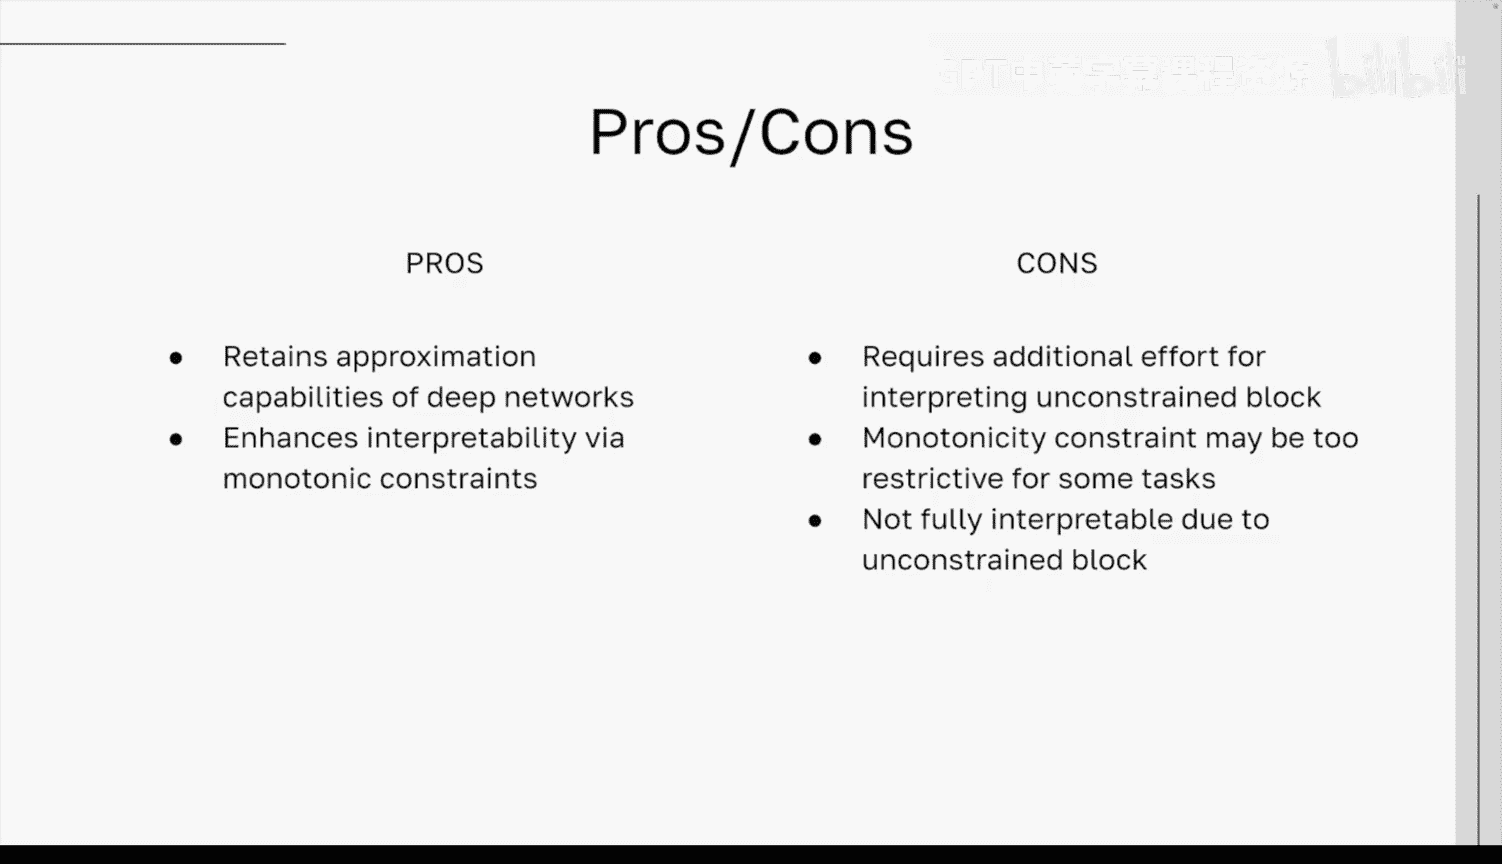 bilibili
Pros/Cons
PROS
● Retains approximation
capabilities of deep networks
● Enhances interpretability via
monotonic constraints
CONS
● Requires additional effort for
interpreting unconstrained block
● Monotonicity constraint may be too
restrictive for some tasks
● Not fully interpretable due to
unconstrained block